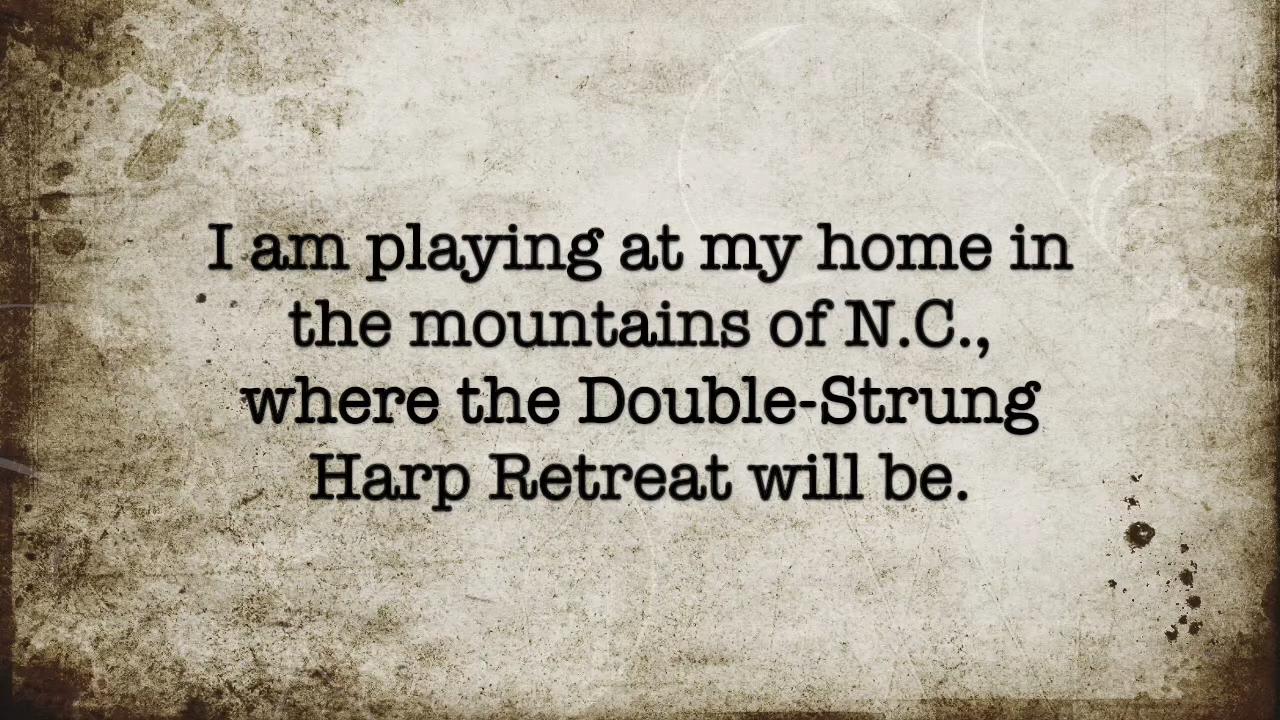 I am playing at my home in
the mountains of N.C.,
where the Double-Strung
Harp Retreat will be.